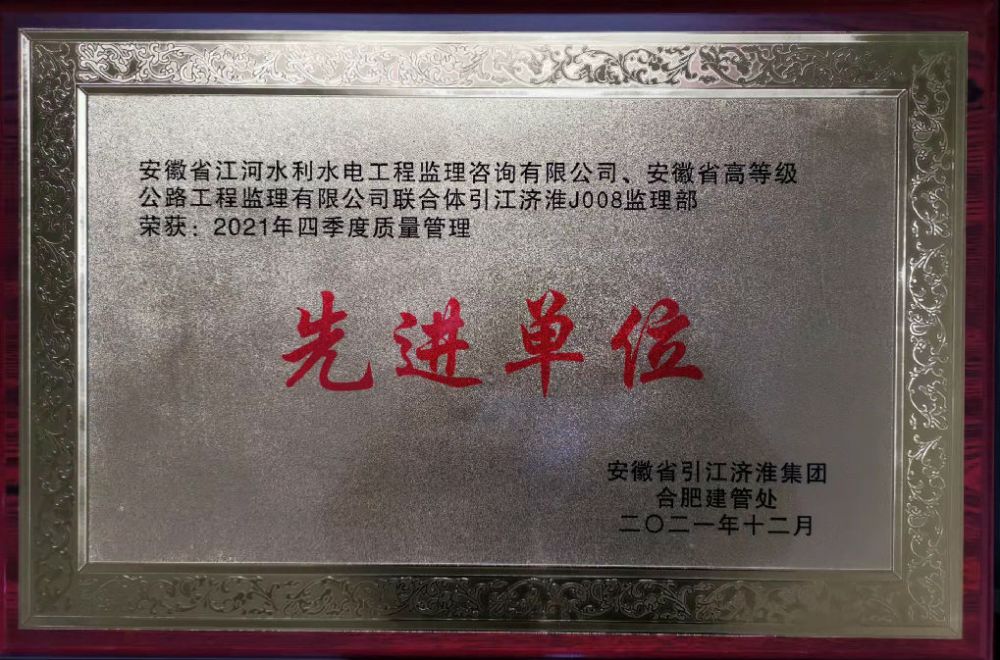 安徽省江河水利水电工程监理咨询有限公司、安徽省高等级
公路工程监理有限公司联合体引江济淮J008监理部
荣获：2021年四季度质量管理
先进单位
安徽省引江济淮集团
合肥建管处
二〇二一年十二月